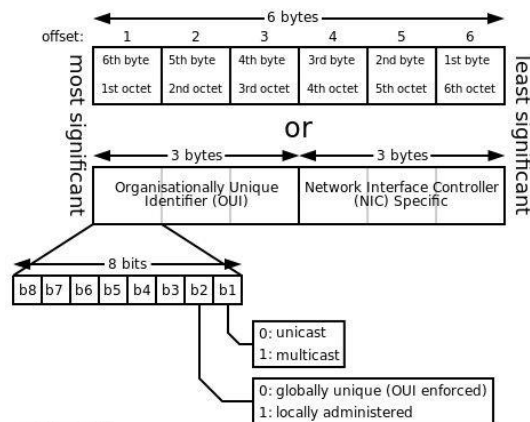 6 bytes
offset: 1 2 3 4 5 6
most significant
6th byte 5th byte 4th byte 3rd byte 2nd byte 1st byte
1st octet 2nd octet 3rd octet 4th octet 5th octet 6th octet
least significant
or
3 bytes 3 bytes
Organisationally Unique Network Interface Controller
Identifier (OUI) (NIC) Specific
8 bits
b8 b7 b6 b5 b4 b3 b2 b1
0: unicast
1: multicast
0: globally unique (OUI enforced)
1: locally administered